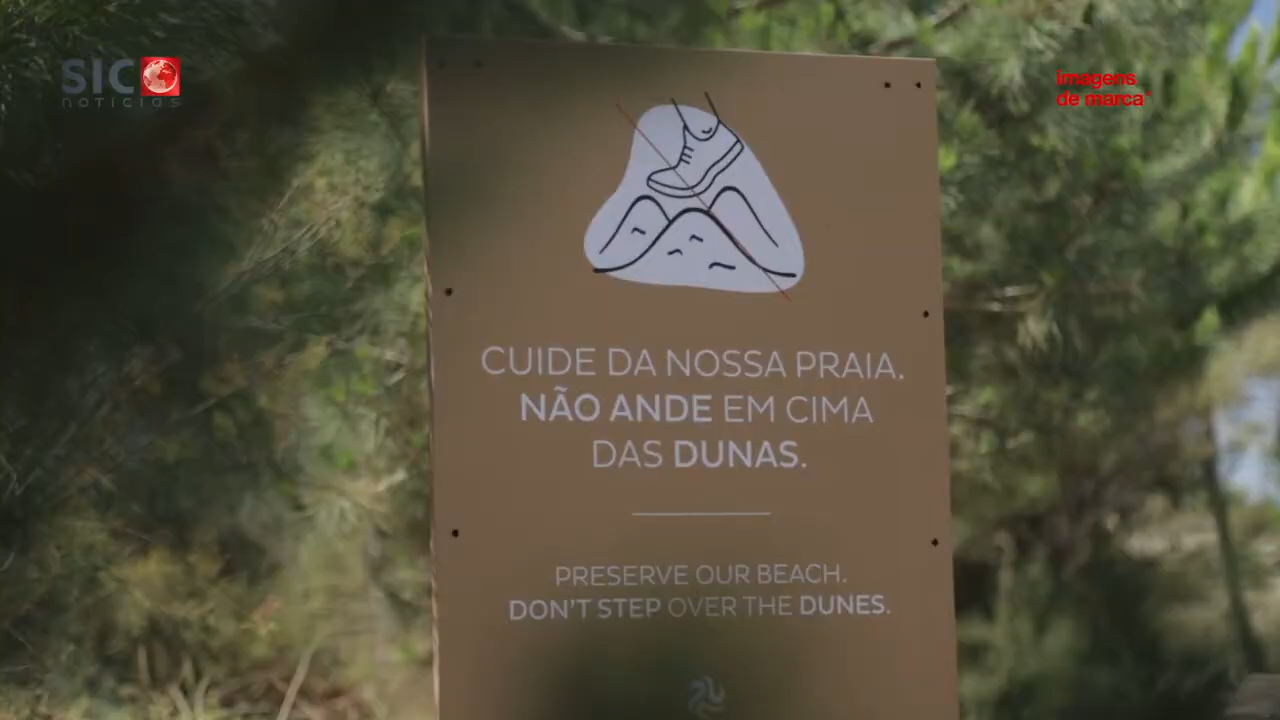 SIC
notícias
imagens
de marca*
CUIDE DA NOSSA PRAIA.
NÃO ANDE EM CIMA
DAS DUNAS.
PRESERVE OUR BEACH.
DON'T STEP OVER THE DUNES.